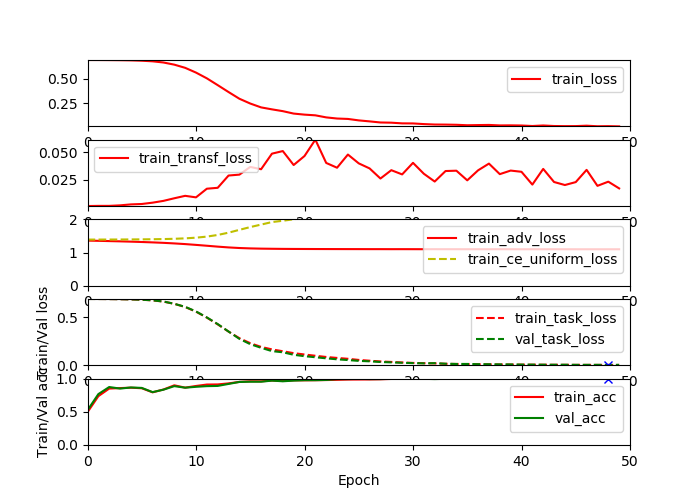 0.50
0.25
train_loss
0 10 20 30 40 50
0.050
0.025
train_transf_loss
0 10 20 30 40 50
2
1
0
train_adv_loss
train_ce_uniform_loss
0 10 20 30 40 50
0.5
0.0
Train/Val loss
train_task_loss
val_task_loss
0 10 20 30 40 50
1.0
0.5
0.0
Train/Val acc
train_acc
val_acc
0 10 20 30 40 50
Epoch